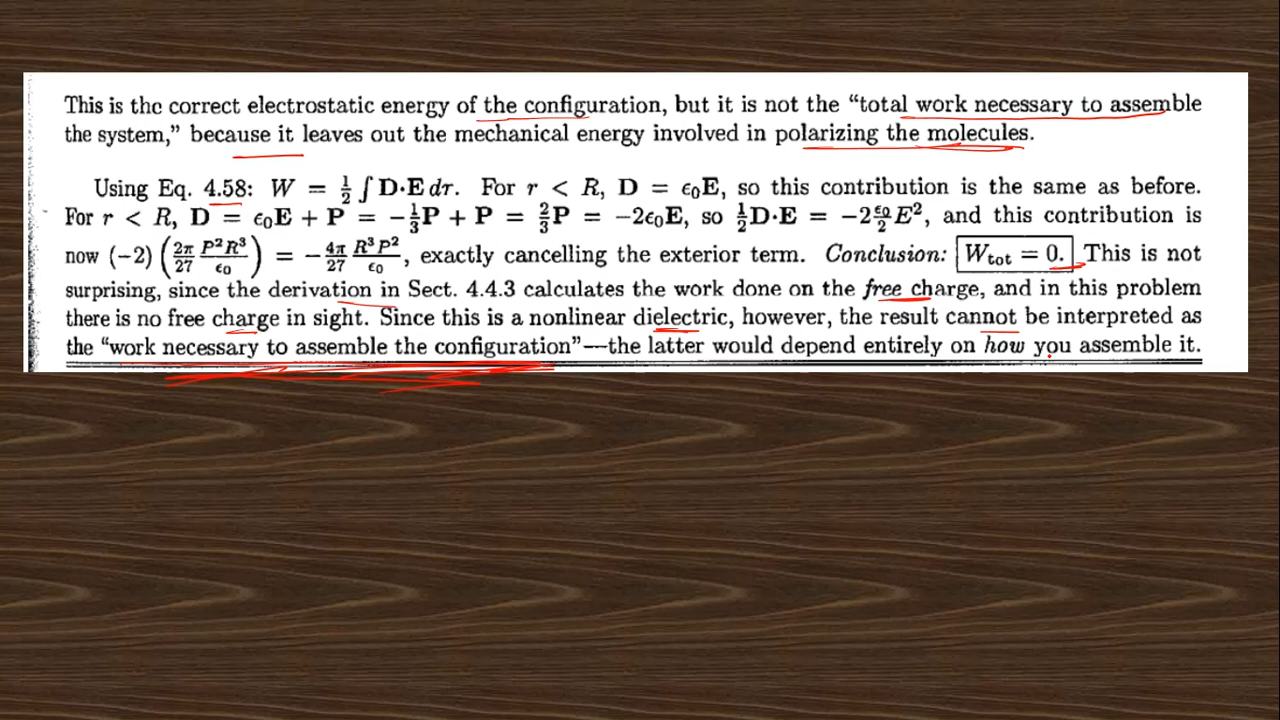 This is the correct electrostatic energy of the configuration, but it is not the “total work necessary to assemble
the system,” because it leaves out the mechanical energy involved in polarizing the molecules.
Using Eq. 4.58: W = ½ ∫ D·E dτ. For r < R, D = ϵ₀E, so this contribution is the same as before.
For r < R, D = ϵ₀E + P = −⅓P + P = ⅔P = −2ϵ₀E, so ½D·E = −2 ϵ₀/2 E², and this contribution is
now (−2) (2π/27 P²R³/ϵ₀) = −4π/27 R³P²/ϵ₀, exactly cancelling the exterior term. Conclusion: Wtot = 0. This is not
surprising, since the derivation in Sect. 4.4.3 calculates the work done on the free charge, and in this problem
there is no free charge in sight. Since this is a nonlinear dielectric, however, the result cannot be interpreted as
the “work necessary to assemble the configuration”—the latter would depend entirely on how you assemble it.